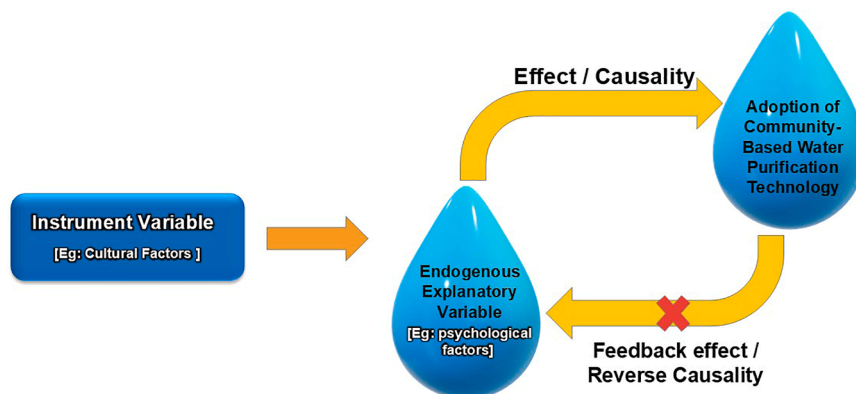 Effect / Causality
Adoption of
Community-
Based Water
Purification
Technology
Instrument Variable
[Eg: Cultural Factors ]
Endogenous
Explanatory
Variable
[Eg: psychological
factors]
Feedback effect /
Reverse Causality